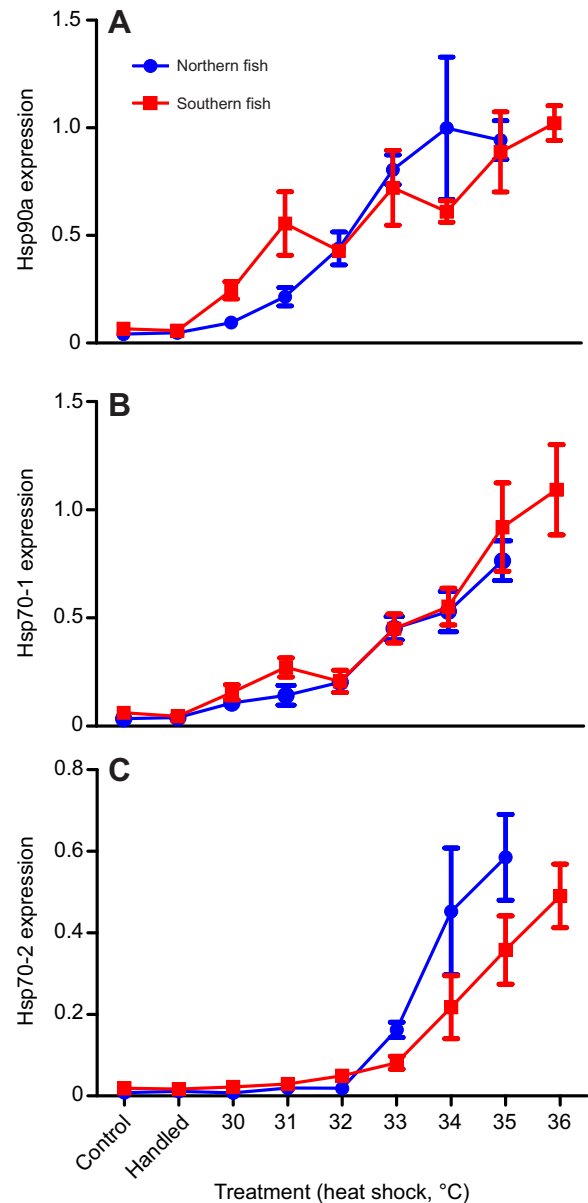 A
Northern fish
Southern fish
Hsp90a expression
1.5
1.0
0.5
0
B
Hsp70-1 expression
1.5
1.0
0.5
0
C
Hsp70-2 expression
0.8
0.6
0.4
0.2
0
Control Handled 30 31 32 33 34 35 36
Treatment (heat shock, °C)